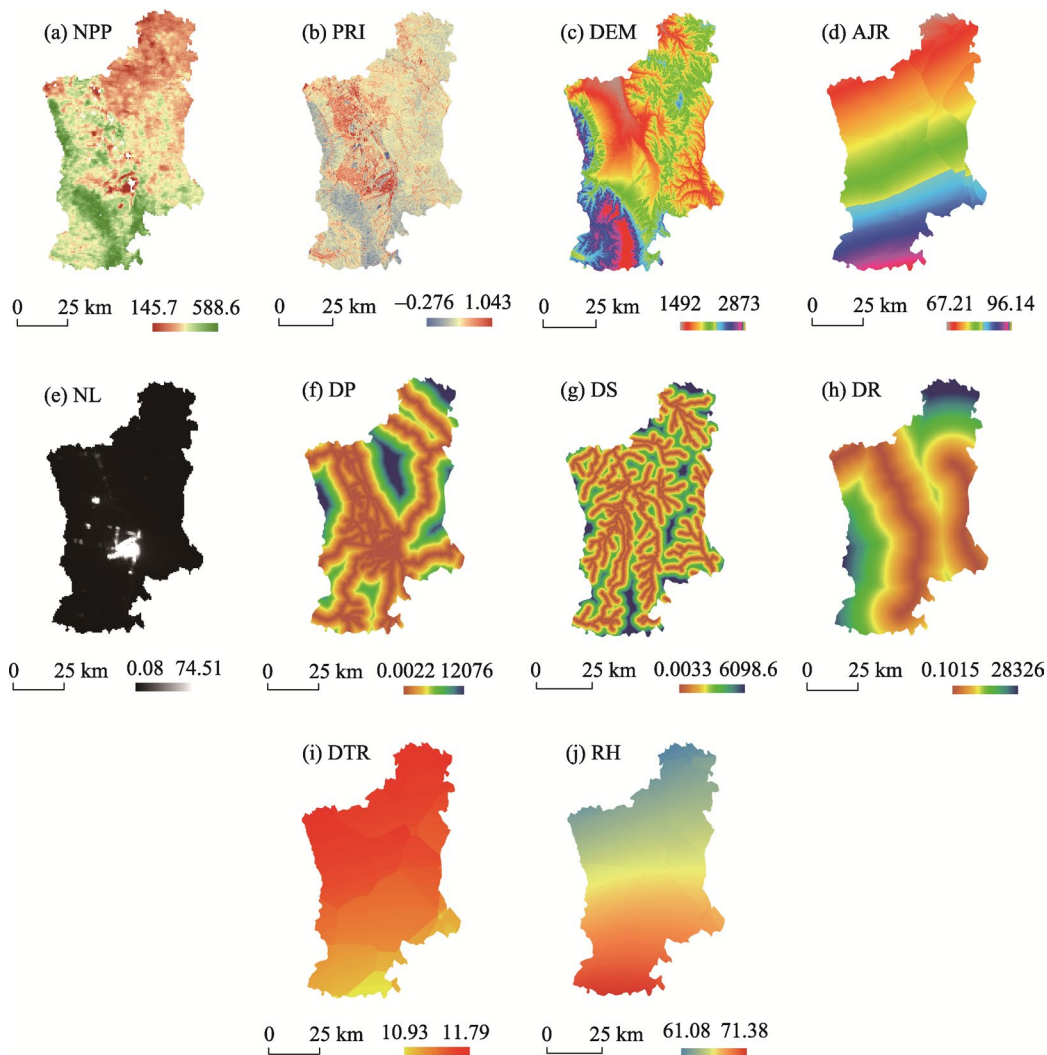 (a) NPP
(b) PRI
(c) DEM
(d) AJR
0 25 km 145.7 588.6
0 25 km –0.276 1.043
0 25 km 1492 2873
0 25 km 67.21 96.14
(e) NL
(f) DP
(g) DS
(h) DR
0 25 km 0.08 74.51
0 25 km 0.0022 12076
0 25 km 0.0033 6098.6
0 25 km 0.1015 28326
(i) DTR
(j) RH
0 25 km 10.93 11.79
0 25 km 61.08 71.38